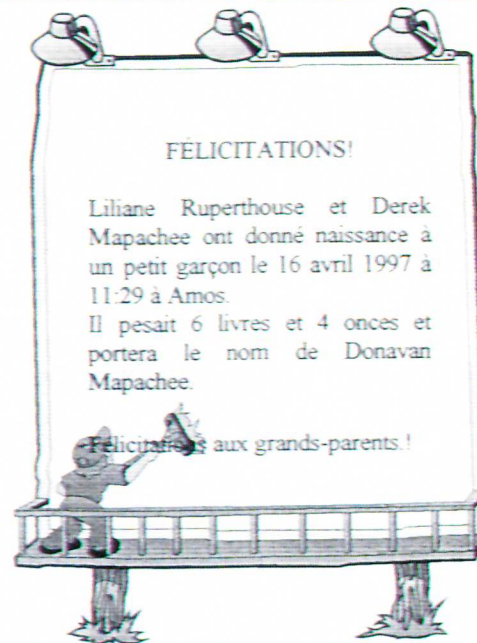 FÉLICITATIONS!
Liliane Ruperthouse et Derek
Mapachee ont donné naissance à
un petit garçon le 16 avril 1997 à
11:29 à Amos.
Il pesait 6 livres et 4 onces et
portera le nom de Donavan
Mapachee.
Félicitations aux grands-parents.!